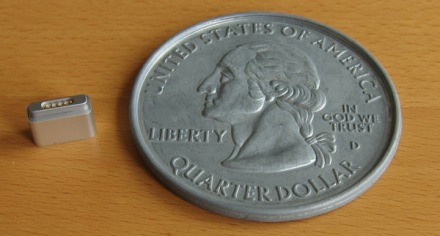 UNITED STATES OF AMERICA
LIBERTY
IN
GOD WE
TRUST
D
QUARTER DOLLAR